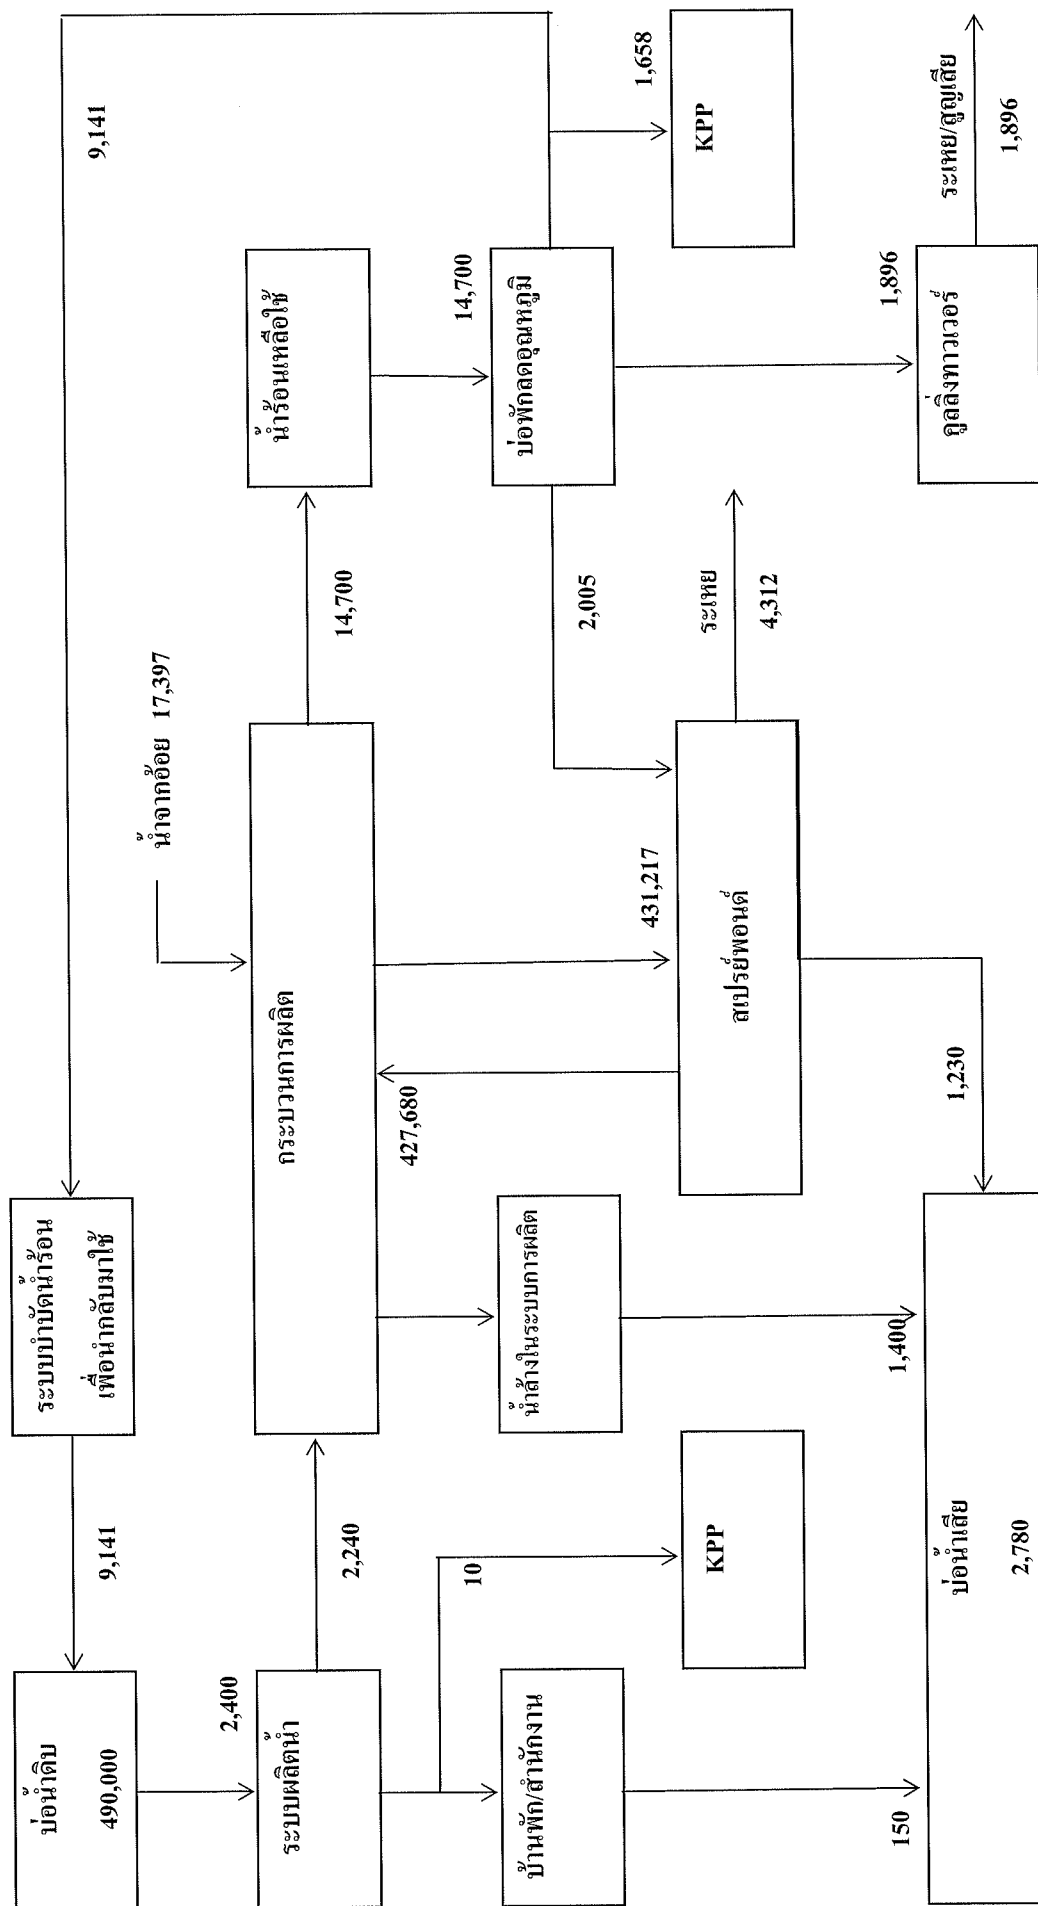 บ่อน้ำดิบ
490,000
9,141
ระบบบำบัดน้ำร้อน
เพื่อนำกลับมาใช้
9,141
2,400
น้ำจากอ้อย 17,397
ระบบผลิตน้ำ
2,240
กระบวนการผลิต
14,700
น้ำร้อนเหลือใช้
427,680
10
14,700
บ้านพัก/สำนักงาน
น้ำล้างในระบบการผลิต
2,005
บ่อพักลดอุณหภูมิ
431,217
1,658
KPP
สเปรย์พอนด์
ระเหย
4,312
KPP
150
1,400
1,230
1,896
ระเหย/สูญเสีย
บ่อน้ำเสีย
2,780
คูลลิ่งทาวเวอร์
1,896